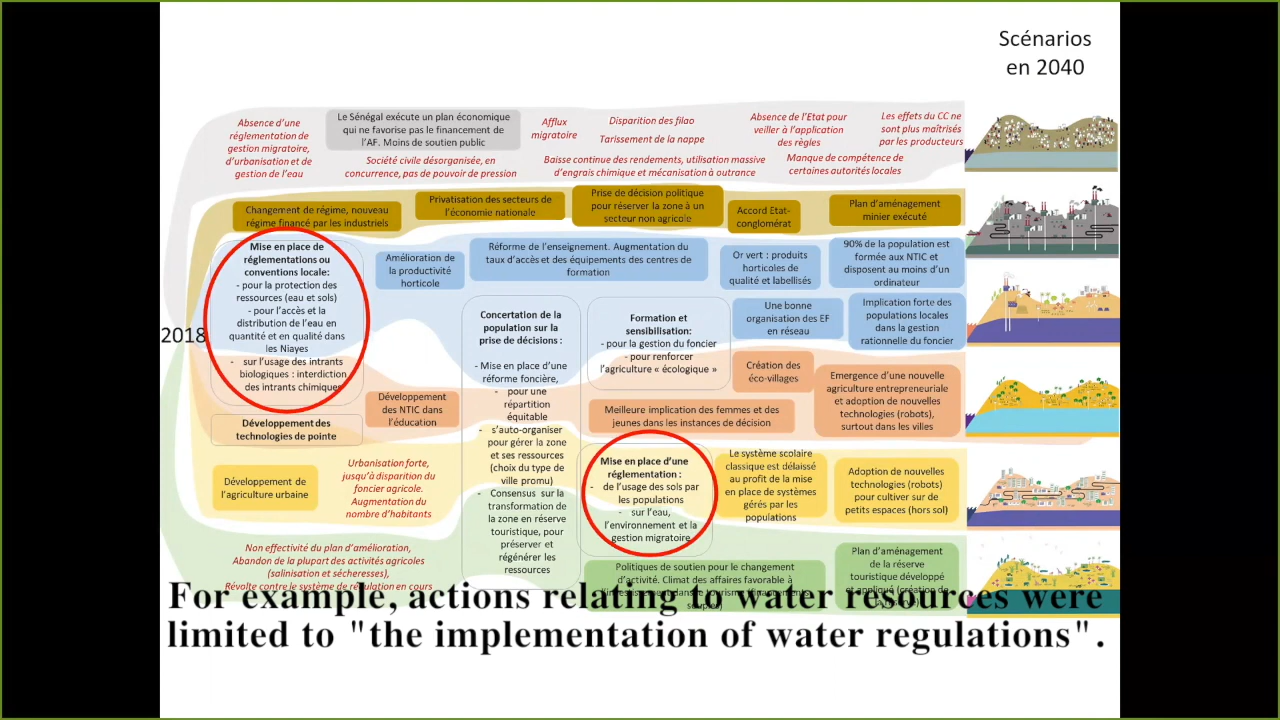 Scénarios
en 2040
Absence d'une
réglementation de
gestion migratoire,
d'urbanisation et de
gestion de l'eau
Le Sénégal exécute un plan économique
qui ne favorise pas le financement de
l'AF. Moins de soutien public
Société civile désorganisée, en
concurrence, pas de pouvoir de pression
Afflux
migratoire
Disparition des filao
Tarissement de la nappe
Baisse continue des rendements, utilisation massive
d'engrais chimique et mécanisation à outrance
Absence de l'Etat pour
veiller à l'application
des règles
Manque de compétence de
certaines autorités locales
Les effets du CC ne
sont plus maîtrisés
par les producteurs
Changement de régime, nouveau
régime financé par les industriels
Privatisation des secteurs de
l'économie nationale
Prise de décision politique
pour réserver la zone à un
secteur non agricole
Accord Etat-
conglomérat
Plan d'aménagement
minier exécuté
Mise en place de
réglementations ou
conventions locale:
- pour la protection des
ressources (eau et sols)
- pour l'accès et la
distribution de l'eau en
quantité et en qualité dans
les Niayes
- sur l'usage des intrants
biologiques : interdiction
des intrants chimiques
Amélioration de
la productivité
horticole
Réforme de l'enseignement. Augmentation du
taux d'accès et des équipements des centres de
formation
Or vert : produits
horticoles de
qualité et labellisés
90% de la population est
formée aux NTIC et
disposent au moins d'un
ordinateur
2018
Concertation de la
population sur la
prise de décisions :
- Mise en place d'une
réforme foncière,
- pour une
répartition
équitable
- s'auto-organiser
pour gérer la zone
et ses ressources
(choix du type de
ville promu)
- Consensus sur la
transformation de
la zone en réserve
touristique, pour
préserver et
régénérer les
ressources
Formation et
sensibilisation:
- pour la gestion du foncier
- pour renforcer
l'agriculture « écologique »
Une bonne
organisation des EF
en réseau
Implication forte des
populations locales
dans la gestion
rationnelle du foncier
Création des
éco-villages
Emergence d'une nouvelle
agriculture entrepreneuriale
et adoption de nouvelles
technologies (robots),
surtout dans les villes
Développement
des NTIC dans
l'éducation
Meilleure implication des femmes et des
jeunes dans les instances de décision
Développement des
technologies de pointe
Développement de
l'agriculture urbaine
Urbanisation forte,
jusqu'à disparition du
foncier agricole.
Augmentation du
nombre d'habitants
Mise en place d'une
réglementation :
- de l'usage des sols par
les populations
- sur l'eau,
l'environnement et la
gestion migratoire
Le système scolaire
classique est délaissé
au profit de la mise
en place de systèmes
gérés par les
populations
Adoption de nouvelles
technologies (robots)
pour cultiver sur de
petits espaces (hors sol)
Non effectivité du plan d'amélioration,
Abandon de la plupart des activités agricoles
(salinisation et sécheresses),
Révolte contre le système de régulation en cours
Politiques de soutien pour le changement
d'activité. Climat des affaires favorable à
Plan d'aménagement
de la réserve
touristique développé
For example, actions relating to water resources were
limited to "the implementation of water regulations".